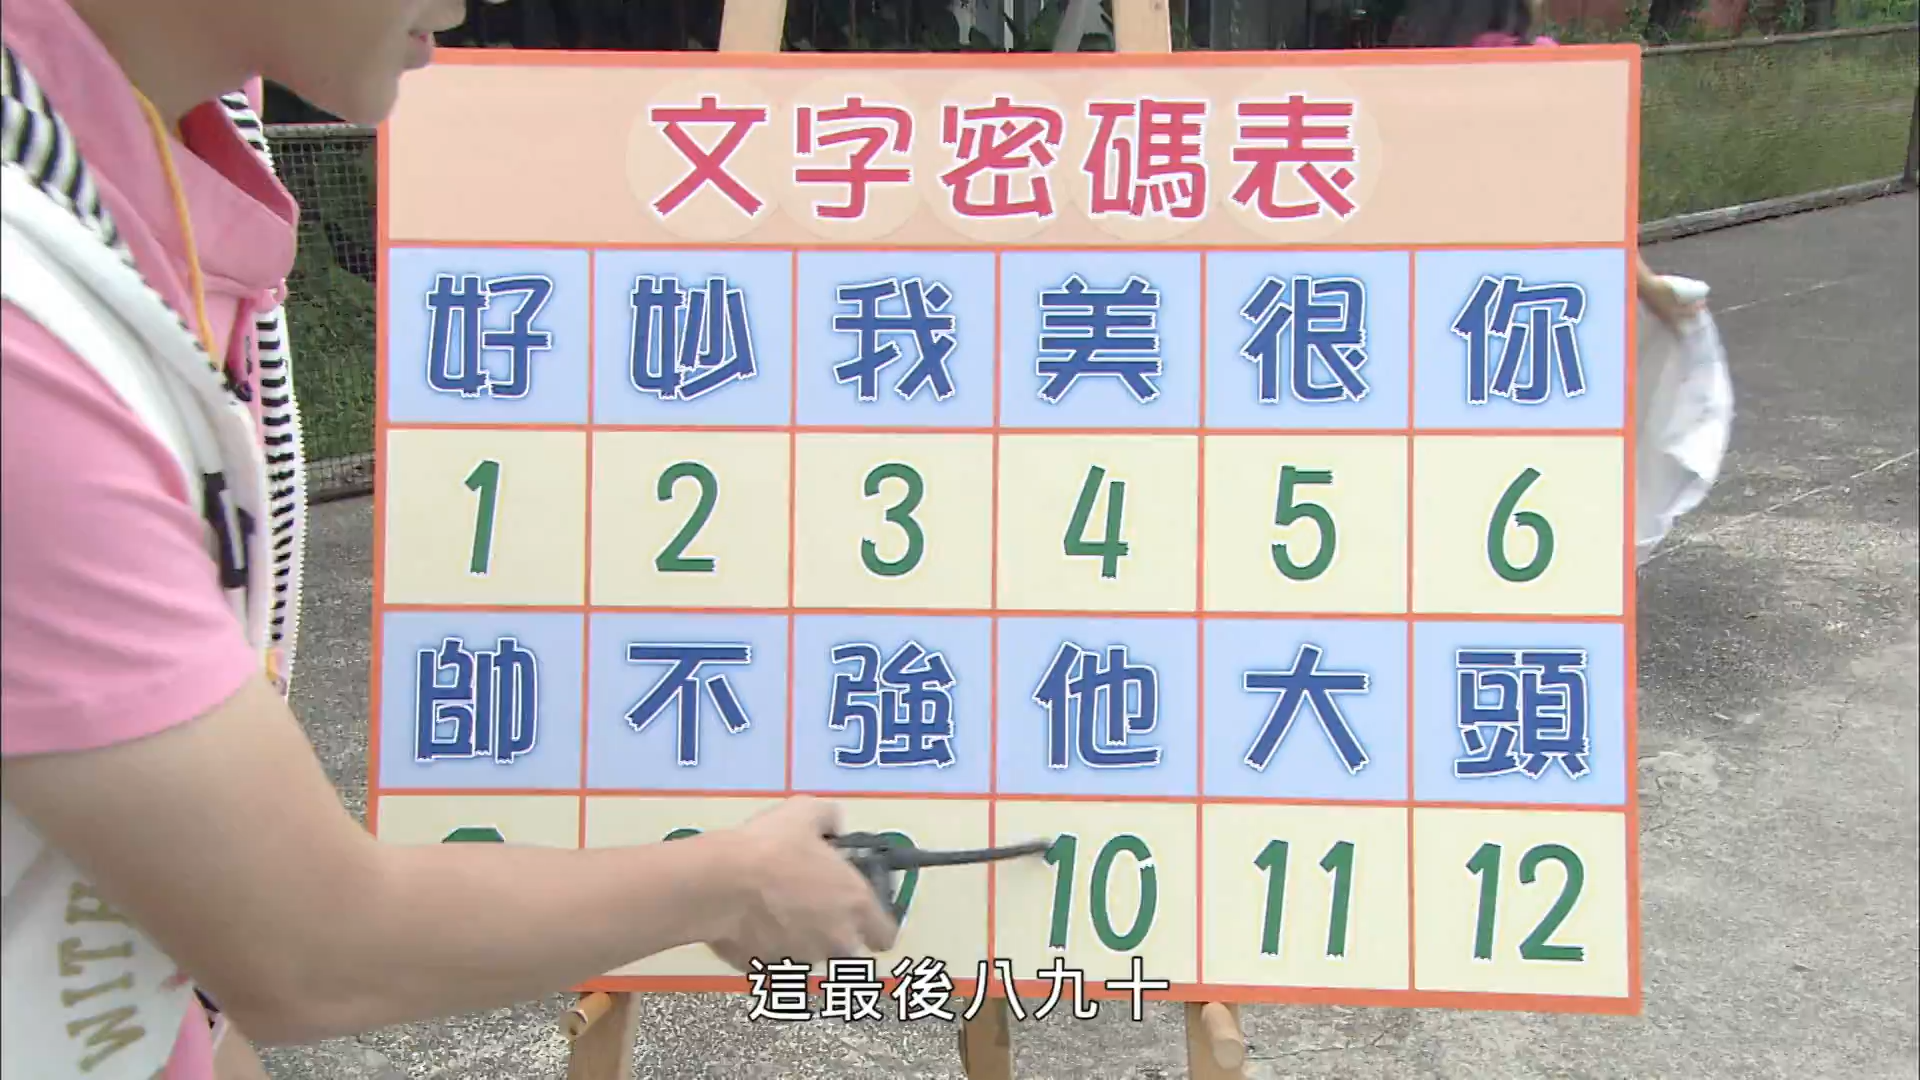 文字密碼表
好 妙 我 美 很 你
1 2 3 4 5 6
帥 不 強 他 大 頭
10 11 12
這最後八九十